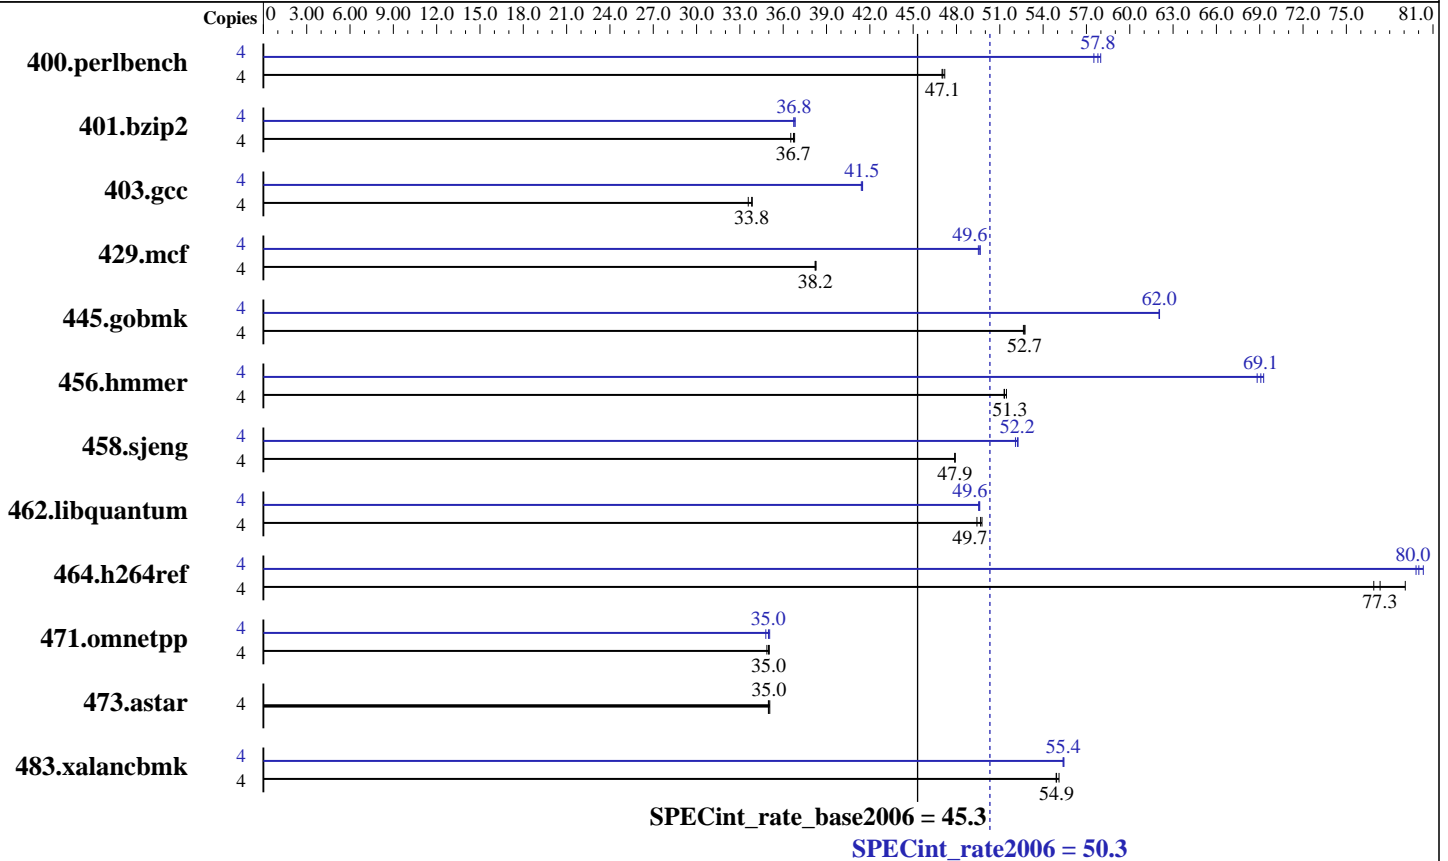 Copies 0 3.00 6.00 9.00 12.0 15.0 18.0 21.0 24.0 27.0 30.0 33.0 36.0 39.0 42.0 45.0 48.0 51.0 54.0 57.0 60.0 63.0 66.0 69.0 72.0 75.0 81.0
400.perlbench 4 57.8
4 47.1
401.bzip2 4 36.8
4 36.7
403.gcc 4 41.5
4 33.8
429.mcf 4 49.6
4 38.2
445.gobmk 4 62.0
4 52.7
456.hmmer 4 69.1
4 51.3
458.sjeng 4 52.2
4 47.9
462.libquantum 4 49.6
4 49.7
464.h264ref 4 80.0
4 77.3
471.omnetpp 4 35.0
4 35.0
473.astar 4 35.0
483.xalancbmk 4 55.4
4 54.9
SPECint_rate_base2006 = 45.3
SPECint_rate2006 = 50.3